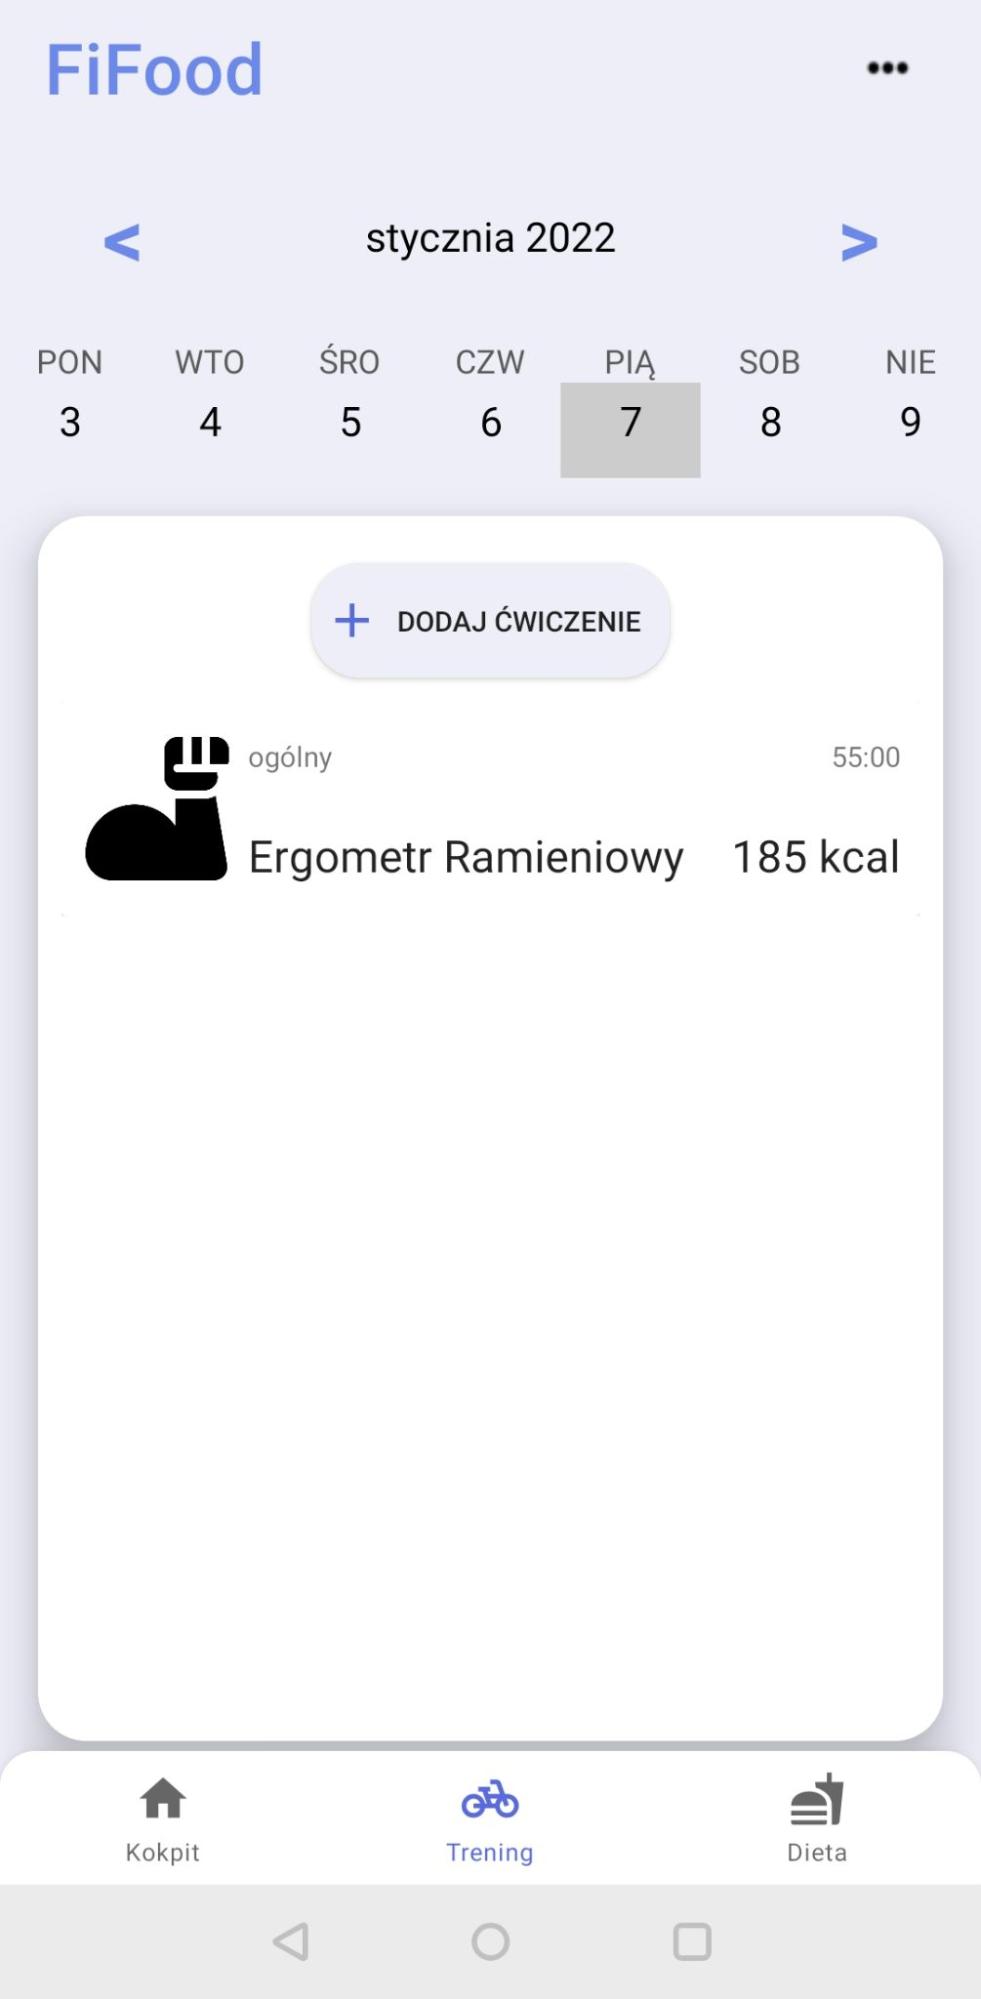 FiFood
< stycznia 2022 >
PON WTO ŚRO CZW PIĄ SOB NIE
3 4 5 6 7 8 9
+ DODAJ ĆWICZENIE
ogólny 55:00
Ergometr Ramieniowy 185 kcal
Kokpit Trening Dieta